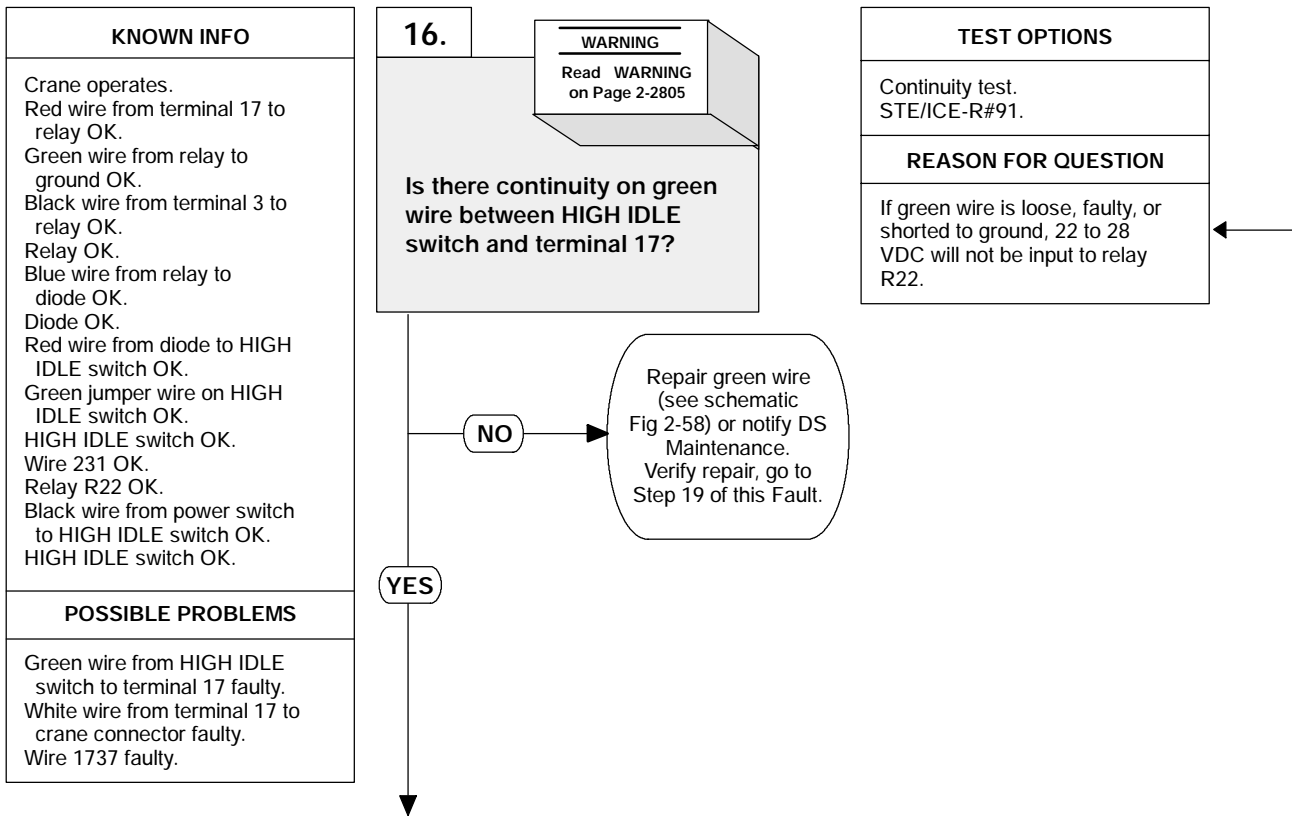 KNOWN INFO
Crane operates.
Red wire from terminal 17 to
relay OK.
Green wire from relay to
ground OK.
Black wire from terminal 3 to
relay OK.
Relay OK.
Blue wire from relay to
diode OK.
Diode OK.
Red wire from diode to HIGH
IDLE switch OK.
Green jumper wire on HIGH
IDLE switch OK.
HIGH IDLE switch OK.
Wire 231 OK.
Relay R22 OK.
Black wire from power switch
to HIGH IDLE switch OK.
HIGH IDLE switch OK.
POSSIBLE PROBLEMS
Green wire from HIGH IDLE
switch to terminal 17 faulty.
White wire from terminal 17 to
crane connector faulty.
Wire 1737 faulty.
16.
WARNING
Read WARNING
on Page 2-2805
Is there continuity on green
wire between HIGH IDLE
switch and terminal 17?
NO
Repair green wire
(see schematic
Fig 2-58) or notify DS
Maintenance.
Verify repair, go to
Step 19 of this Fault.
YES
TEST OPTIONS
Continuity test.
STE/ICE-R#91.
REASON FOR QUESTION
If green wire is loose, faulty, or
shorted to ground, 22 to 28
VDC will not be input to relay
R22.